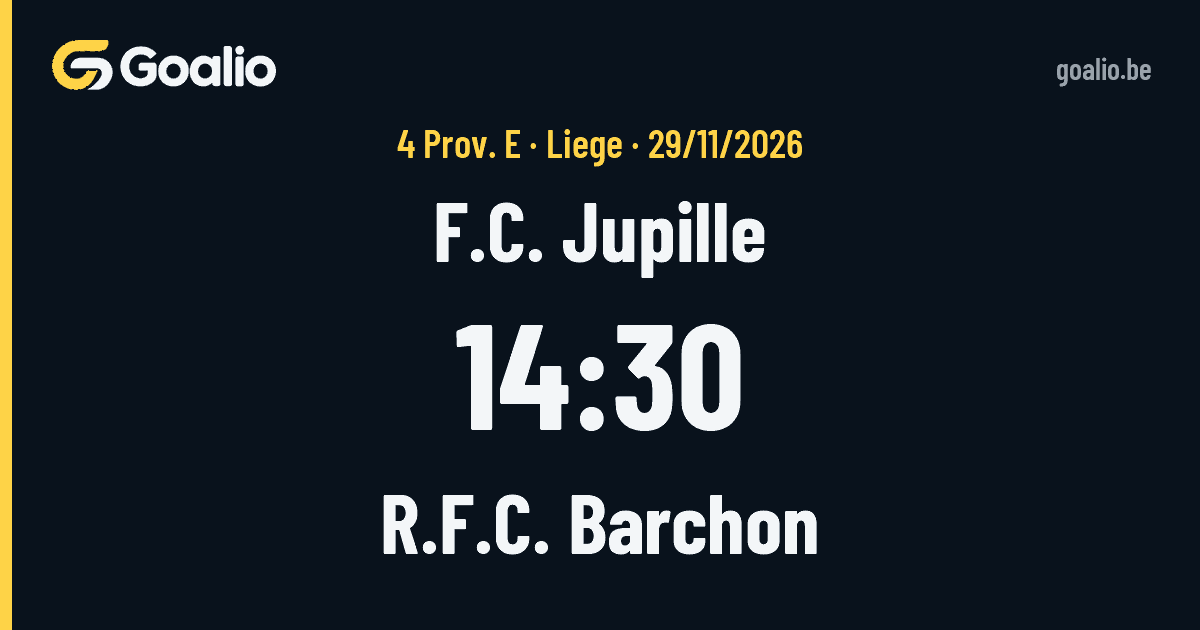 Goalio
goalio.be
4 Prov. E · Liege · 29/11/2026
F.C. Jupille
14:30
R.F.C. Barchon